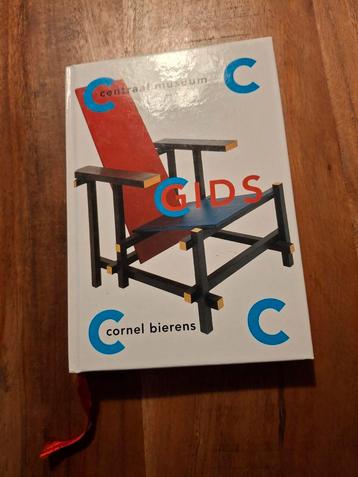 C centraal museum C
C GIDS
C cornel bierens C